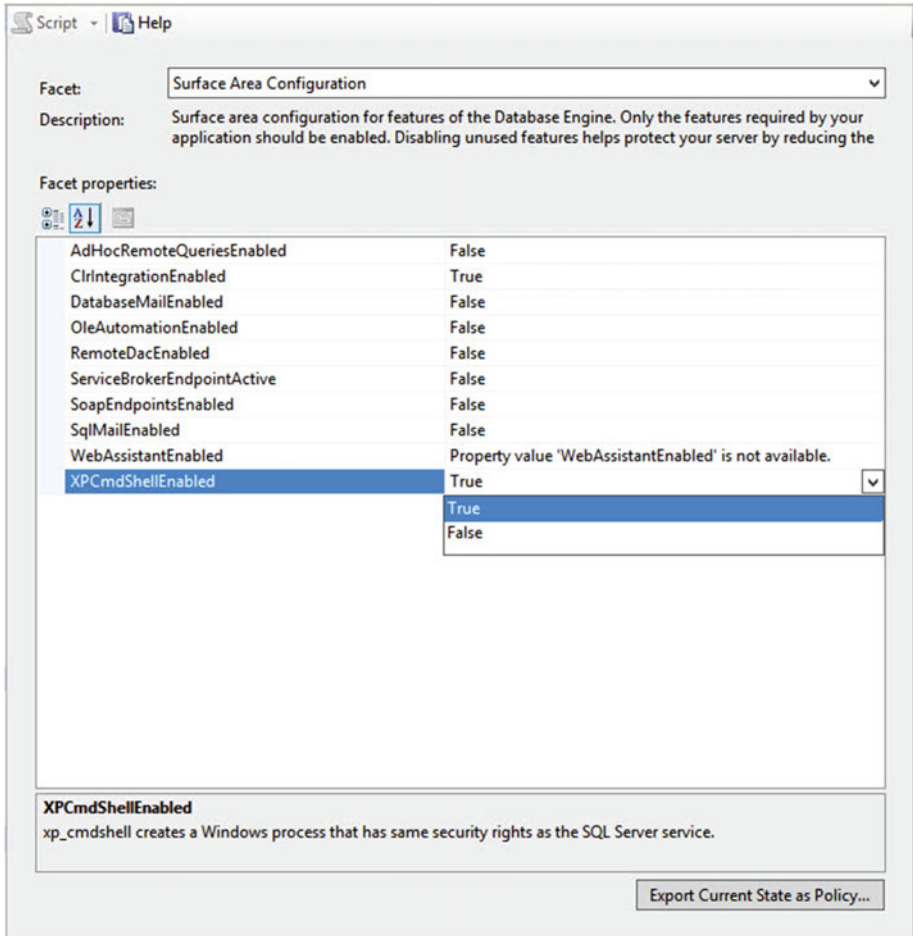 Script Help
Facet: Surface Area Configuration
Description: Surface area configuration for features of the Database Engine. Only the features required by your
application should be enabled. Disabling unused features helps protect your server by reducing the
Facet properties:
AdHocRemoteQueriesEnabled False
ClrIntegrationEnabled True
DatabaseMailEnabled False
OleAutomationEnabled False
RemoteDacEnabled False
ServiceBrokerEndpointActive False
SoapEndpointsEnabled False
SqlMailEnabled False
WebAssistantEnabled Property value 'WebAssistantEnabled' is not available.
XPCmdShellEnabled True
True
False
XPCmdShellEnabled
xp_cmdshell creates a Windows process that has same security rights as the SQL Server service.
Export Current State as Policy...